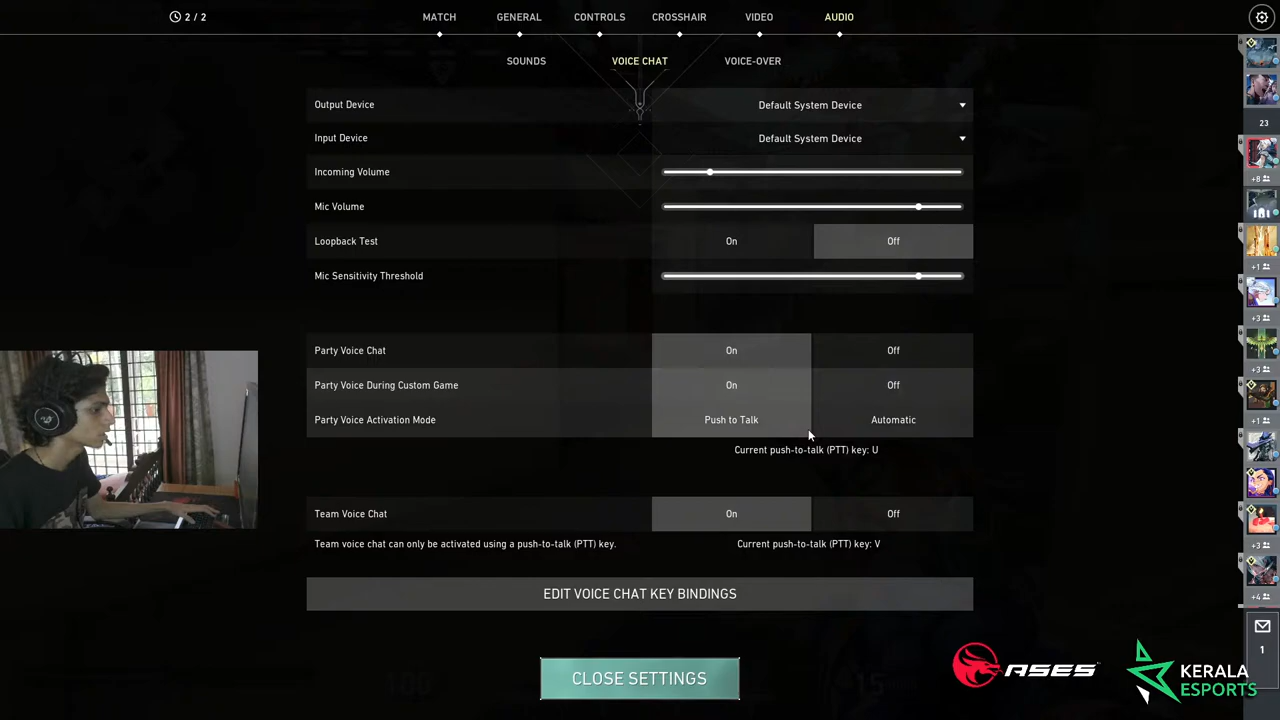 2 / 2
MATCH
GENERAL
CONTROLS
CROSSHAIR
VIDEO
AUDIO
SOUNDS
VOICE CHAT
VOICE-OVER
Output Device
Default System Device
Input Device
Default System Device
Incoming Volume
Mic Volume
Loopback Test
On
Off
Mic Sensitivity Threshold
Party Voice Chat
On
Off
Party Voice During Custom Game
On
Off
Party Voice Activation Mode
Push to Talk
Automatic
Current push-to-talk (PTT) key: U
Team Voice Chat
On
Off
Team voice chat can only be activated using a push-to-talk (PTT) key.
Current push-to-talk (PTT) key: V
EDIT VOICE CHAT KEY BINDINGS
CLOSE SETTINGS
23
+8
+1
+3
+3
+1
+3
+4
1
ASES
KERALA
ESPORTS